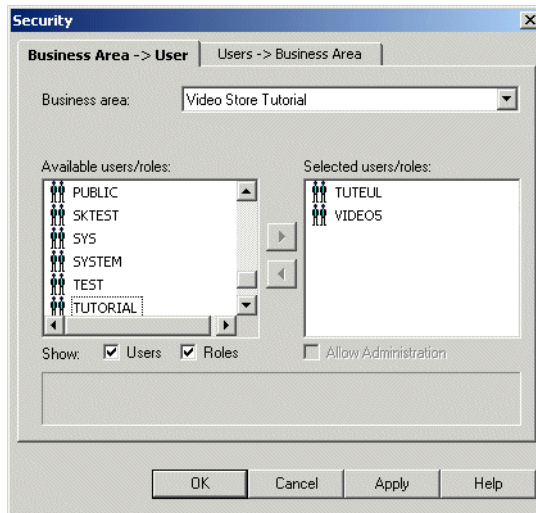 Security
Business Area -> User
Users -> Business Area
Business area:
Video Store Tutorial
Available users/roles:
Selected users/roles:
PUBLIC
SKTEST
SYS
SYSTEM
TEST
TUTORIAL
TUTEUL
VIDEO5
Show:
Users
Roles
Allow Administration
OK
Cancel
Apply
Help